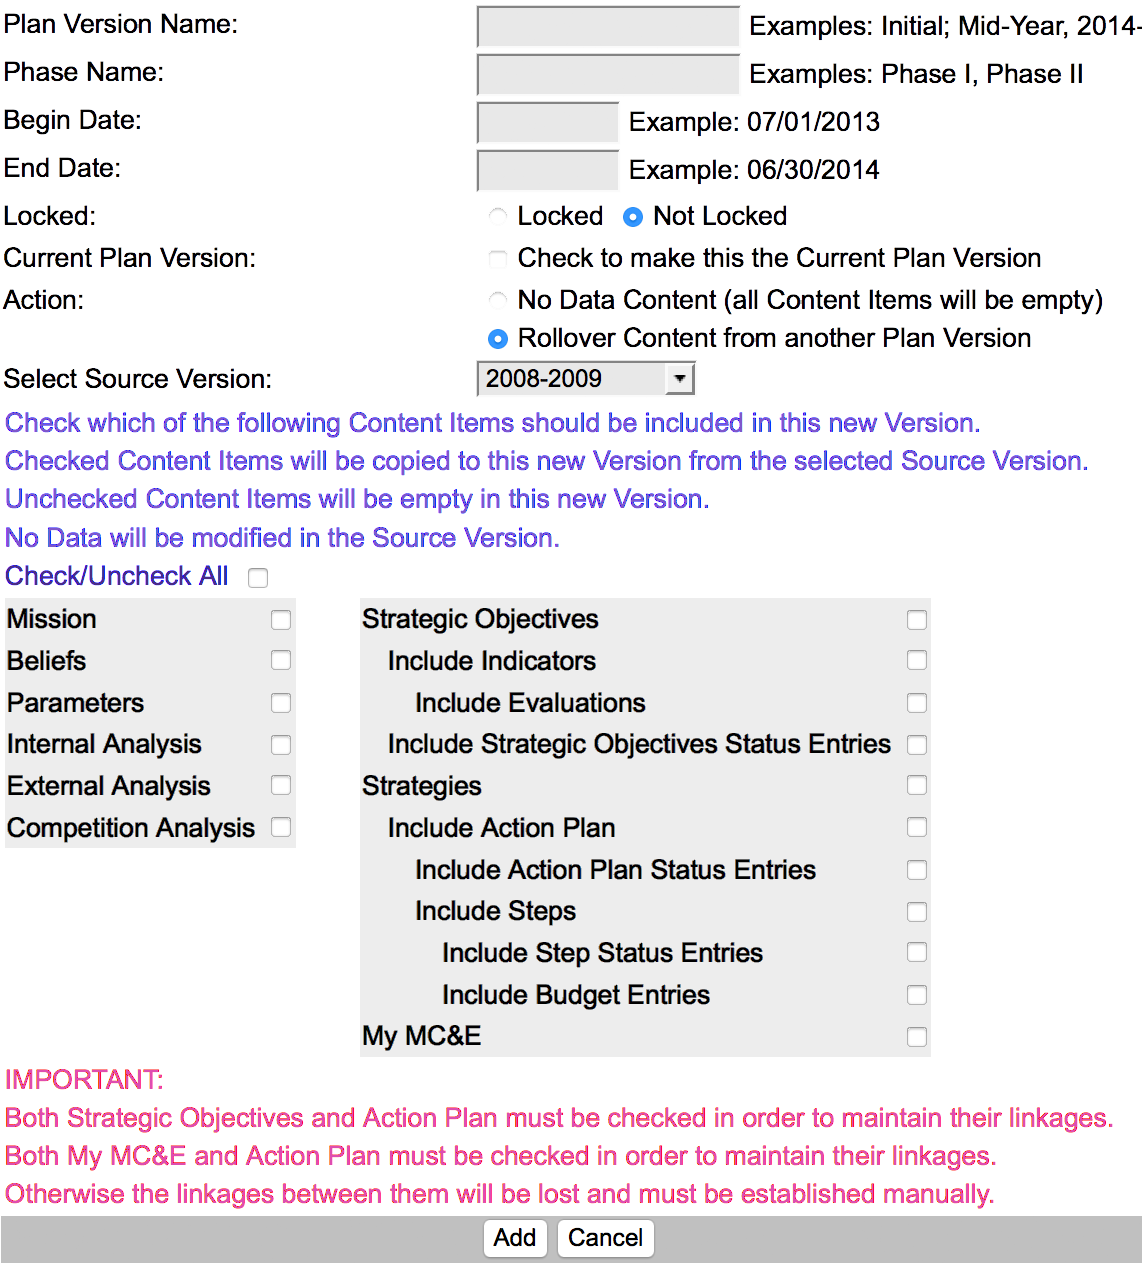 Plan Version Name: Examples: Initial; Mid-Year, 2014-
Phase Name: Examples: Phase I, Phase II
Begin Date: Example: 07/01/2013
End Date: Example: 06/30/2014
Locked: Locked Not Locked
Current Plan Version: Check to make this the Current Plan Version
Action: No Data Content (all Content Items will be empty)
Rollover Content from another Plan Version
Select Source Version: 2008-2009
Check which of the following Content Items should be included in this new Version.
Checked Content Items will be copied to this new Version from the selected Source Version.
Unchecked Content Items will be empty in this new Version.
No Data will be modified in the Source Version.
Check/Uncheck All
Mission
Beliefs
Parameters
Internal Analysis
External Analysis
Competition Analysis
Strategic Objectives
Include Indicators
Include Evaluations
Include Strategic Objectives Status Entries
Strategies
Include Action Plan
Include Action Plan Status Entries
Include Steps
Include Step Status Entries
Include Budget Entries
My MC&E
IMPORTANT:
Both Strategic Objectives and Action Plan must be checked in order to maintain their linkages.
Both My MC&E and Action Plan must be checked in order to maintain their linkages.
Otherwise the linkages between them will be lost and must be established manually.
Add Cancel